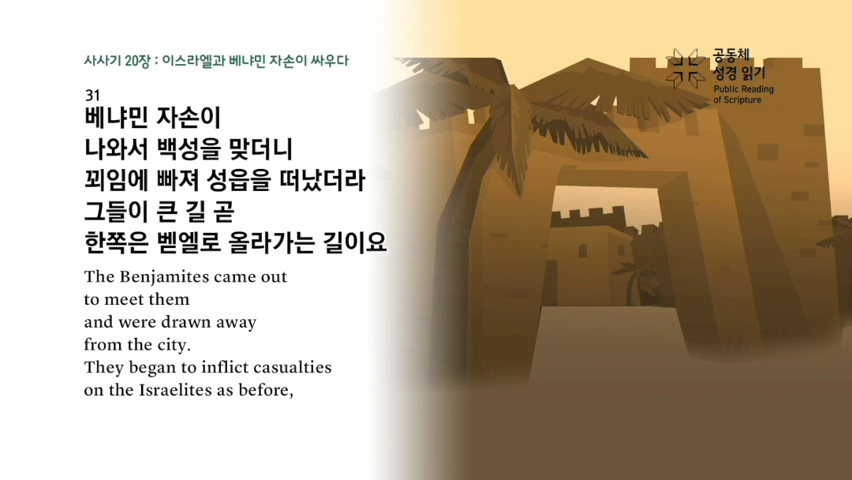 사사기 20장 : 이스라엘과 베냐민 자손이 싸우다
31
베냐민 자손이
나와서 백성을 맞더니
꾀임에 빠져 성읍을 떠났더라
그들이 큰 길 곧
한쪽은 벧엘로 올라가는 길이요
The Benjamites came out
to meet them
and were drawn away
from the city.
They began to inflict casualties
on the Israelites as before,
공동체
성경 읽기
Public Reading
of Scripture